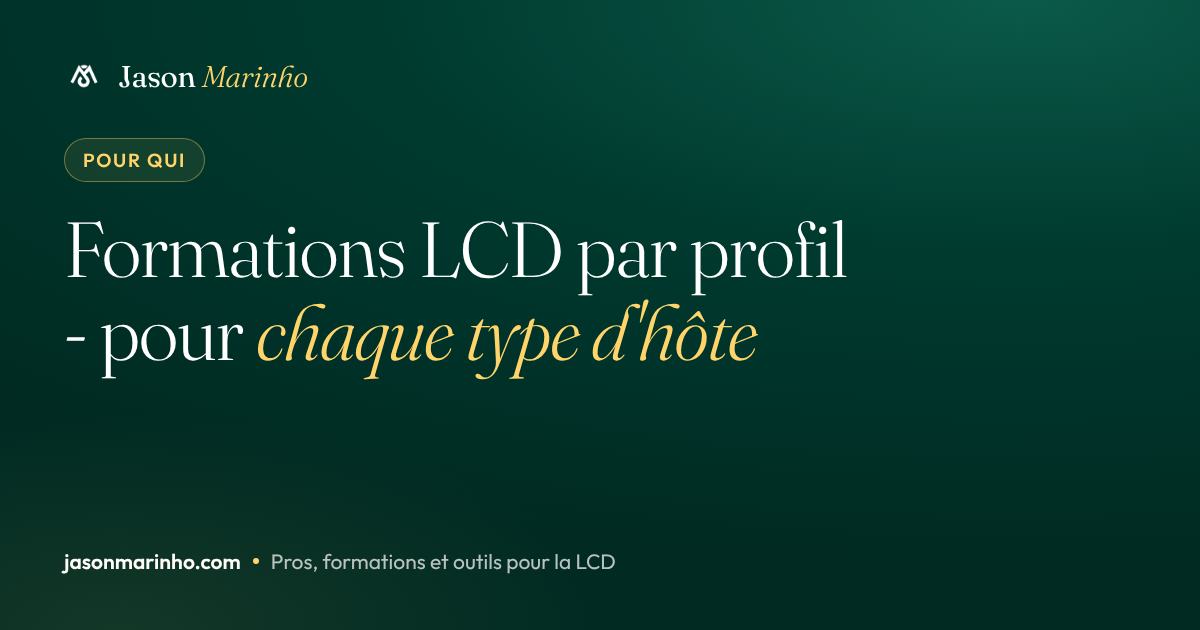 Jason Marinho
POUR QUI
Formations LCD par profil
- pour chaque type d'hôte
jasonmarinho.com • Pros, formations et outils pour la LCD